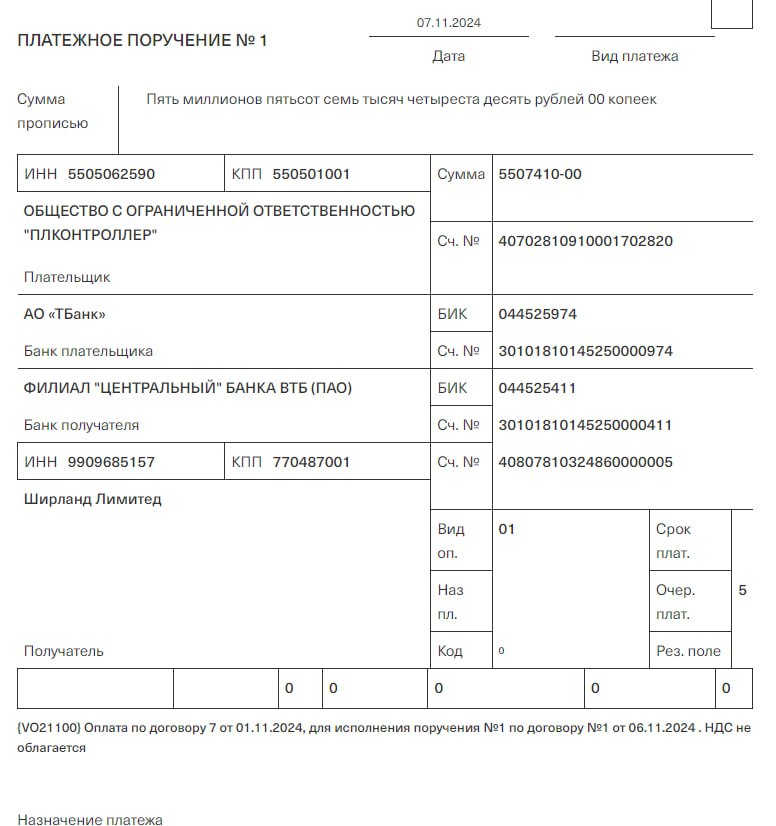 07.11.2024
ПЛАТЕЖНОЕ ПОРУЧЕНИЕ № 1
Дата
Вид платежа
Сумма
прописью
Пять миллионов пятьсот семь тысяч четыреста десять рублей 00 копеек
ИНН 5505062590
КПП 550501001
Сумма
5507410-00
ОБЩЕСТВО С ОГРАНИЧЕННОЙ ОТВЕТСТВЕННОСТЬЮ
"ПЛКОНТРОЛЛЕР"
Сч. №
40702810910001702820
Плательщик
АО «ТБанк»
БИК
044525974
Банк плательщика
Сч. №
30101810145250000974
ФИЛИАЛ "ЦЕНТРАЛЬНЫЙ" БАНКА ВТБ (ПАО)
БИК
044525411
Банк получателя
Сч. №
30101810145250000411
ИНН 9909685157
КПП 770487001
Сч. №
40807810324860000005
Ширланд Лимитед
Вид
оп.
01
Срок
плат.
Наз
пл.
Очер.
плат.
5
Получатель
Код
0
Рез. поле
0
0
0
0
0
{VO21100} Оплата по договору 7 от 01.11.2024, для исполнения поручения №1 по договору №1 от 06.11.2024 . НДС не
облагается
Назначение платежа